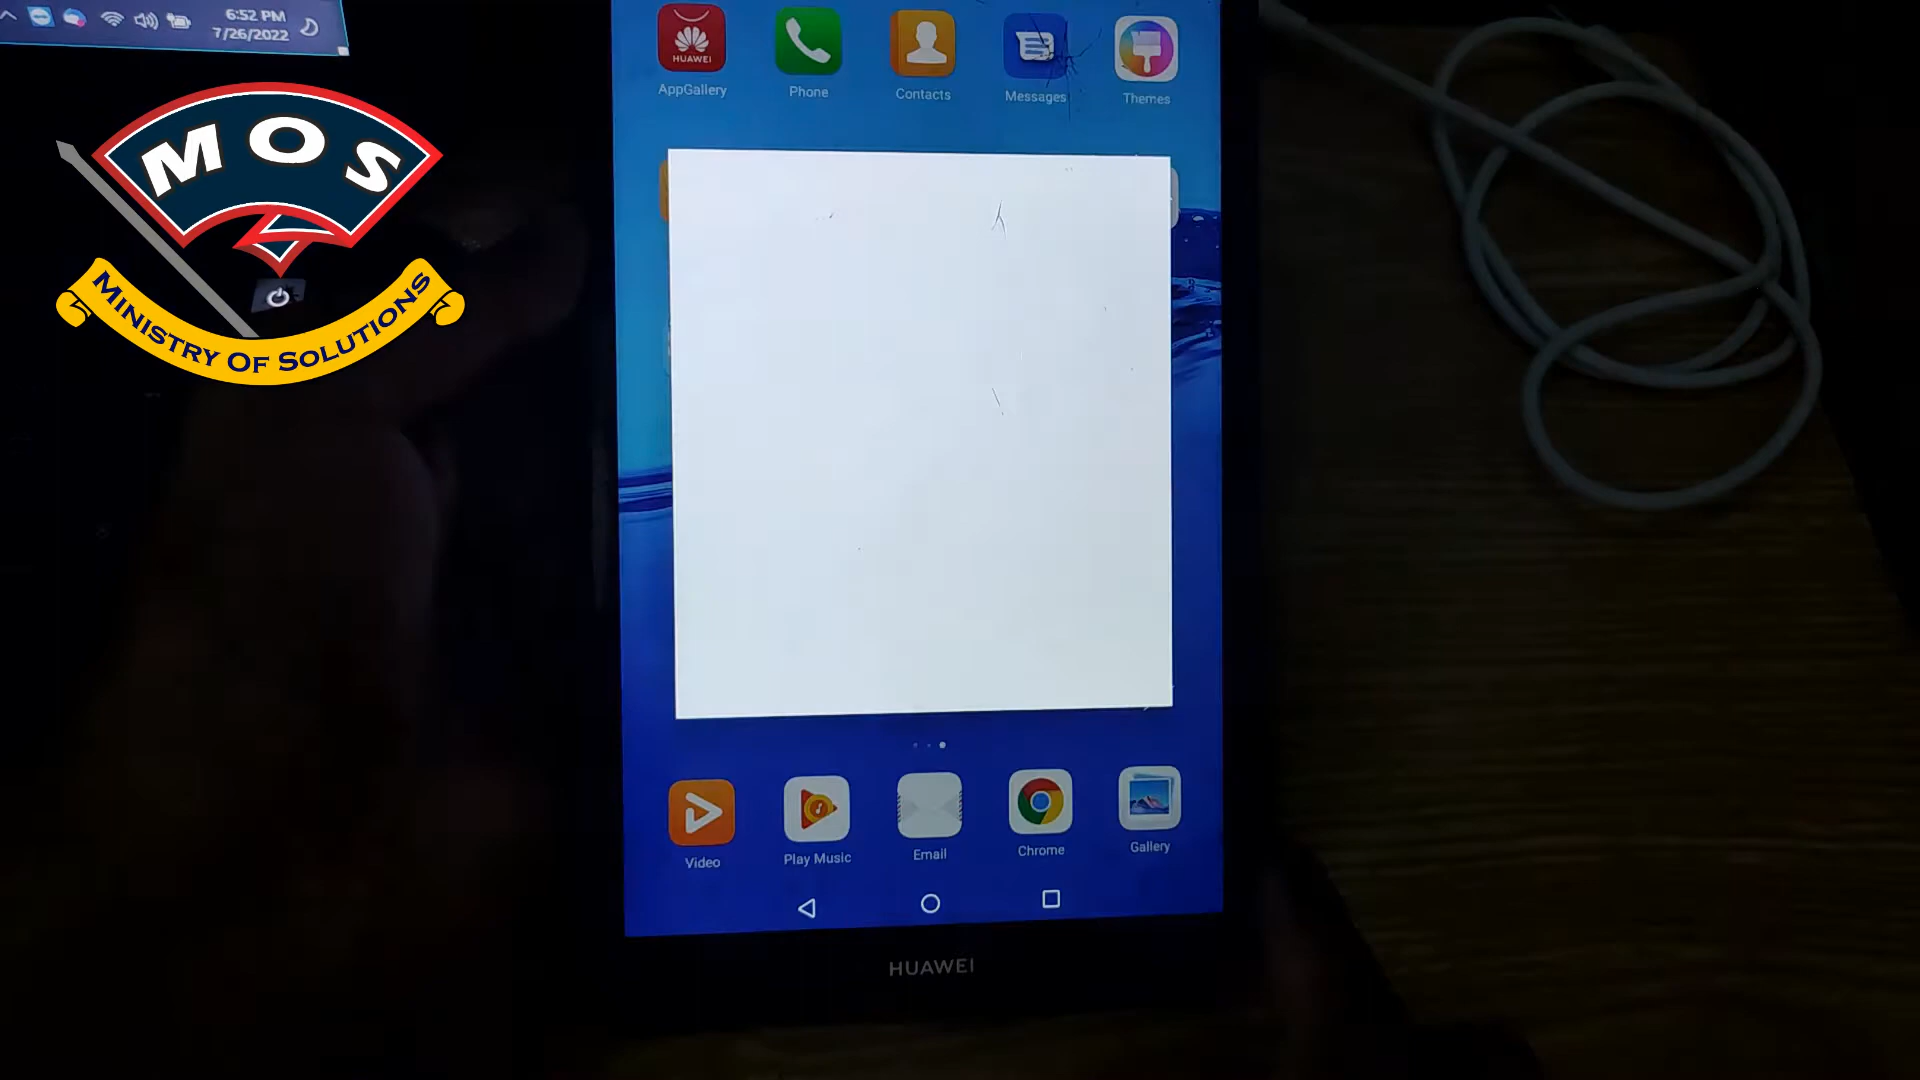 6:52 PM
7/26/2022
MOS
MINISTRY OF SOLUTIONS
HUAWEI
AppGallery
Phone
Contacts
Messages
Themes
Video
Play Music
Email
Chrome
Gallery
HUAWEI